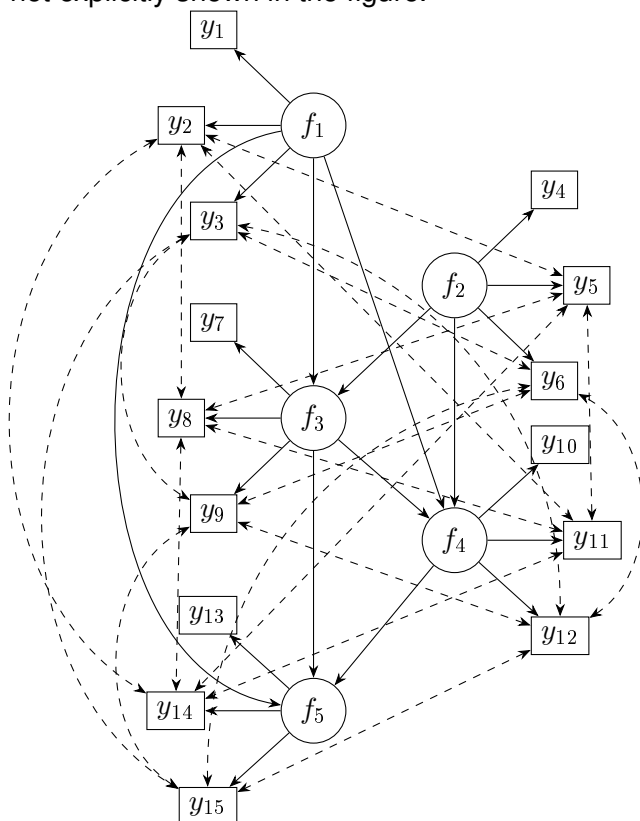 not explicitly shown in the figure.
y1
f1
y2
y3
y4
f2
y5
y6
y7
f3
y8
y9
y10
f4
y11
y12
y13
f5
y14
y15